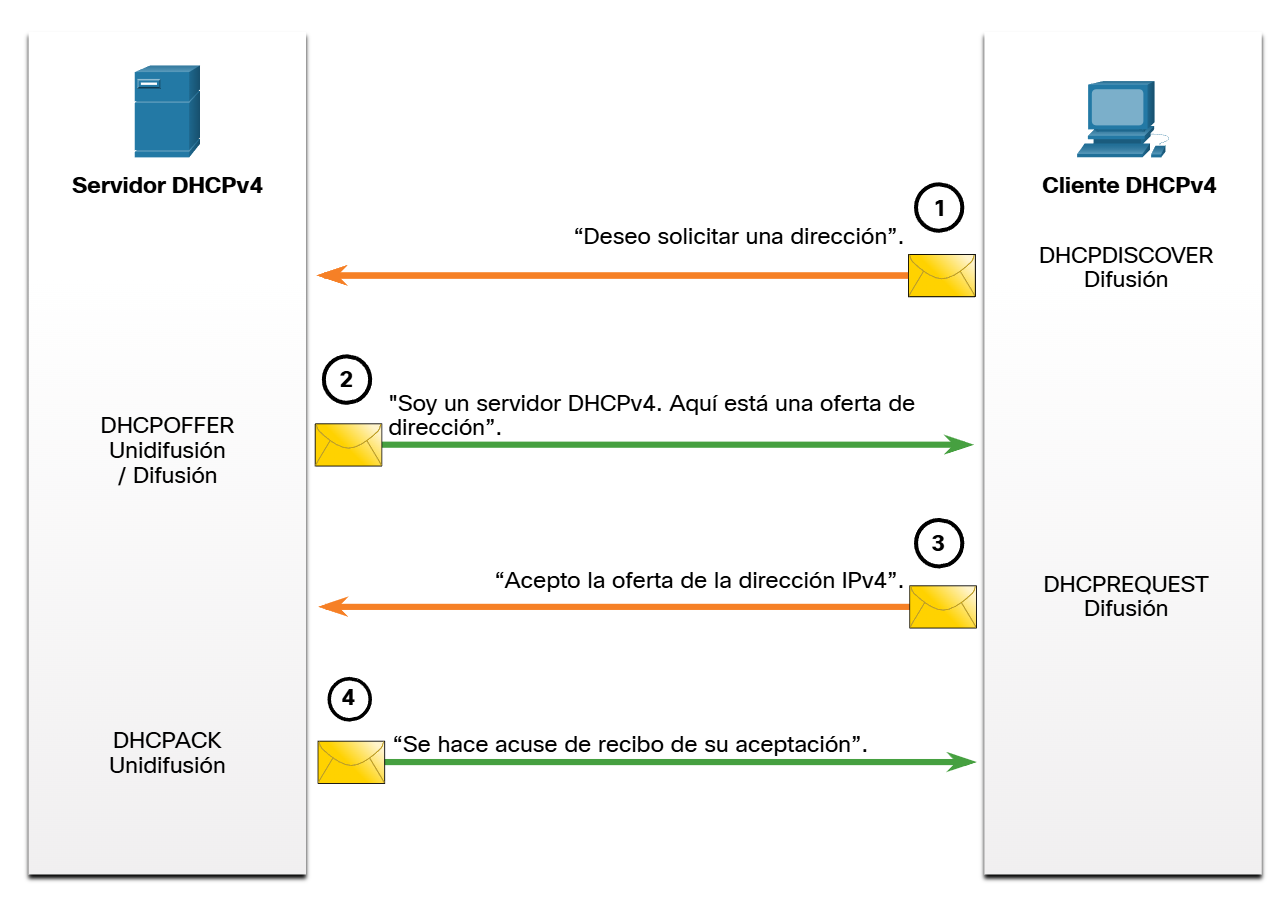 Servidor DHCPv4
Cliente DHCPv4
1
“Deseo solicitar una dirección”.
DHCPDISCOVER
Difusión
2
"Soy un servidor DHCPv4. Aquí está una oferta de
dirección”.
DHCPOFFER
Unidifusión
/ Difusión
3
“Acepto la oferta de la dirección IPv4”.
DHCPREQUEST
Difusión
4
“Se hace acuse de recibo de su aceptación”.
DHCPACK
Unidifusión